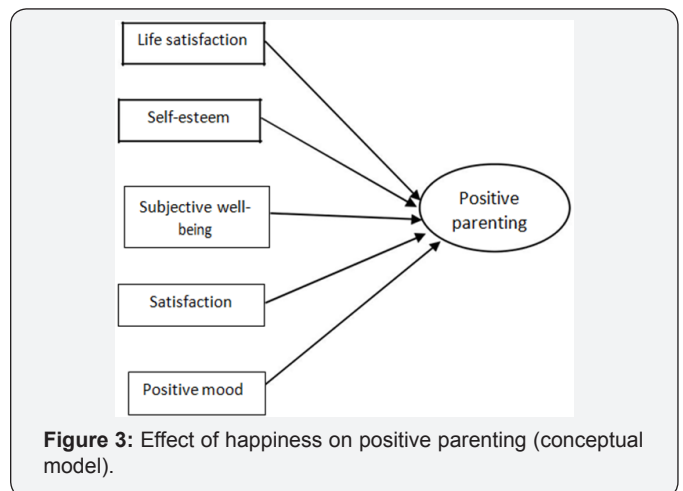 Life satisfaction
Self-esteem
Subjective well-
being
Satisfaction
Positive mood
Positive
parenting
Figure 3: Effect of happiness on positive parenting (conceptual
model).